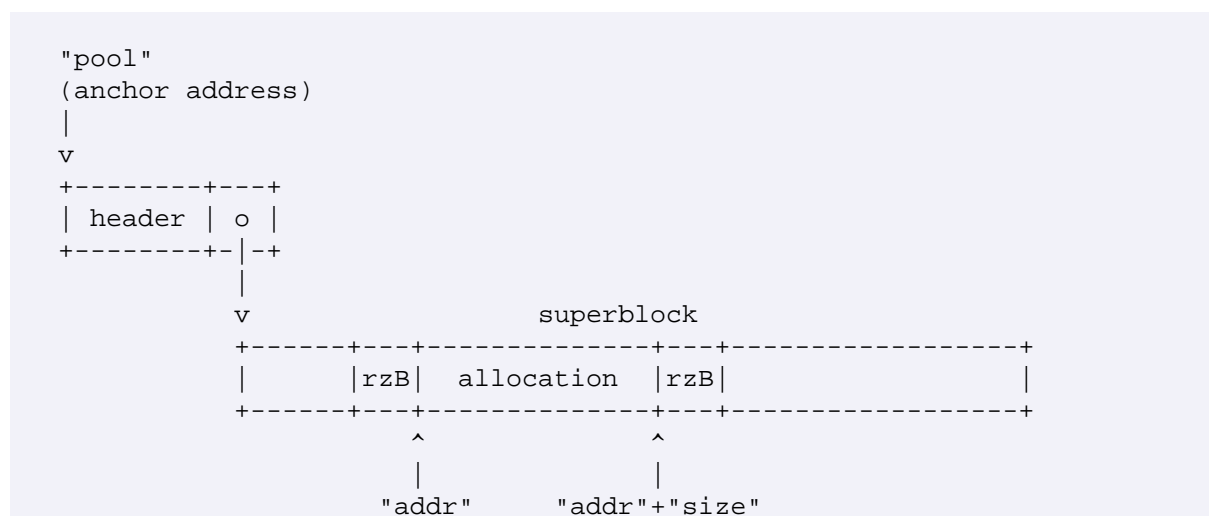 "pool"
(anchor address)
|
v
+--------+---+
| header | o |
+--------+-|-+
           |
           v                  superblock
           +------+---+--------------+---+------------------+
           |      |rzB|  allocation  |rzB|                  |
           +------+---+--------------+---+------------------+
                      ^              ^
                      |              |
                    "addr"     "addr"+"size"